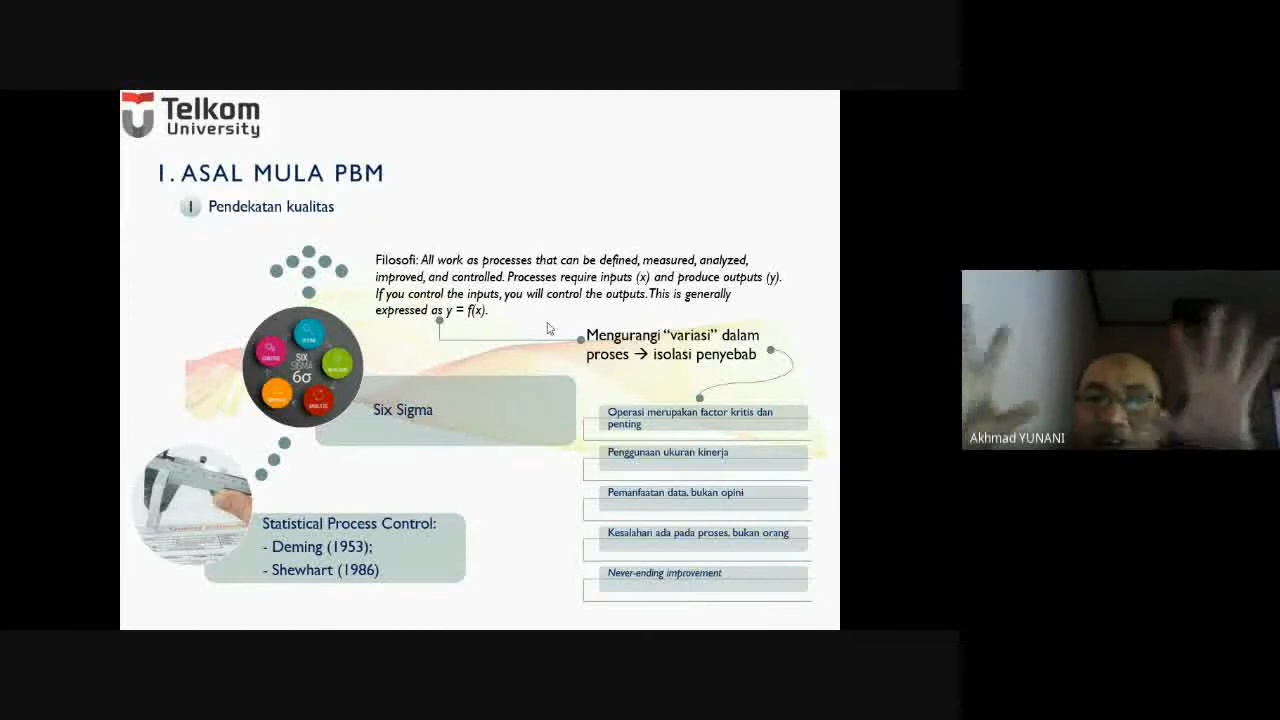 Telkom
University
1. ASAL MULA PBM
1 Pendekatan kualitas
Filosofi: All work as processes that can be defined, measured, analyzed,
improved, and controlled. Processes require inputs (x) and produce outputs (y).
If you control the inputs, you will control the outputs. This is generally
expressed as y = f(x).
Mengurangi “variasi” dalam
proses → isolasi penyebab
SIX
SIGMA
6σ
Six Sigma
Operasi merupakan factor kritis dan
penting
Penggunaan ukuran kinerja
Pemanfaatan data, bukan opini
Kesalahan ada pada proses, bukan orang
Never-ending improvement
Statistical Process Control:
- Deming (1953);
- Shewhart (1986)
Akhmad YUNANI